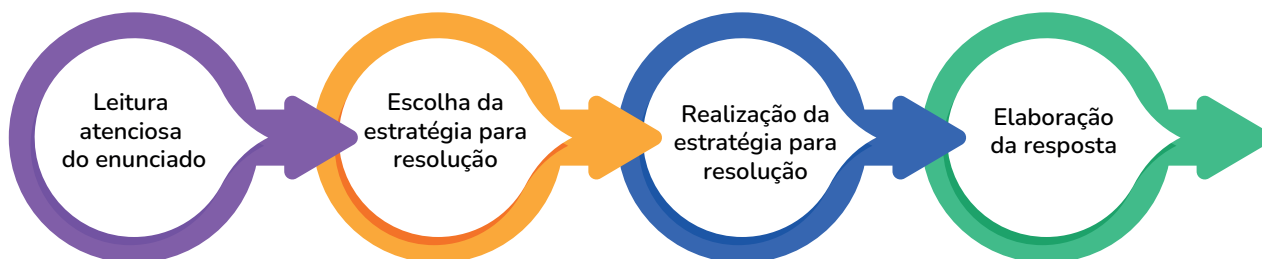 Leitura
atenciosa
do enunciado
Escolha da
estratégia para
resolução
Realização da
estratégia para
resolução
Elaboração
da resposta